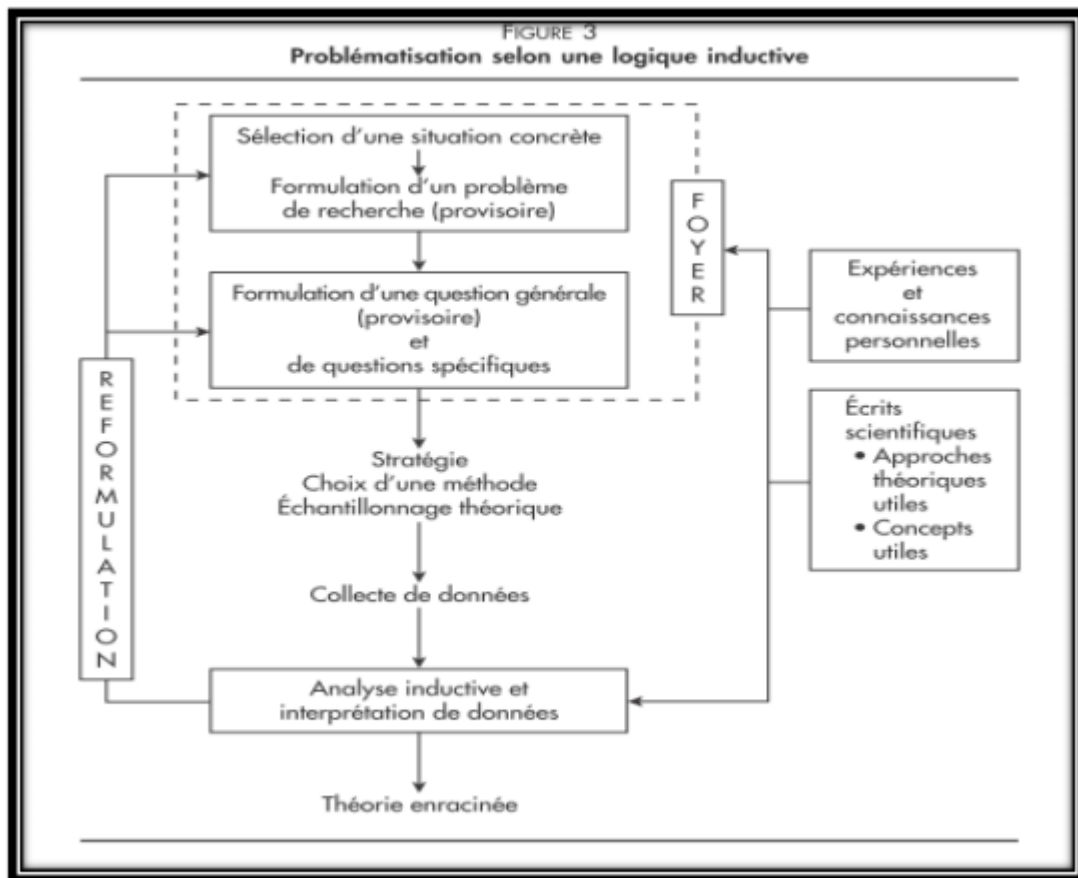 FIGURE 3
Problématisation selon une logique inductive
Sélection d'une situation concrète
Formulation d'un problème
de recherche (provisoire)
FOYER
Formulation d'une question générale
(provisoire)
et
de questions spécifiques
Expériences
et
connaissances
personnelles
REFORMULATION
Écrits
scientifiques
• Approches
théoriques
utiles
• Concepts
utiles
Stratégie
Choix d'une méthode
Échantillonnage théorique
Collecte de données
Analyse inductive et
interprétation de données
Théorie enracinée